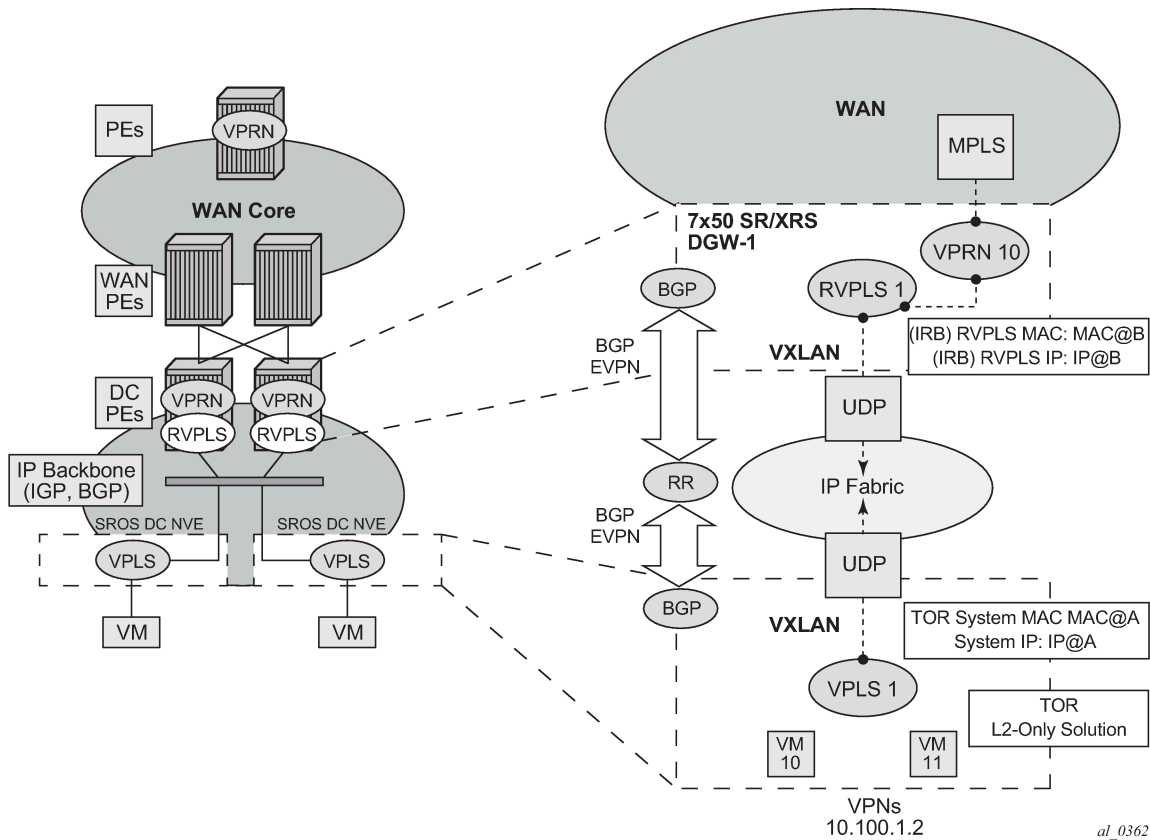 PEs
VPRN
WAN Core
WAN
PEs
DC
PEs
VPRN
VPRN
RVPLS
RVPLS
IP Backbone
(IGP, BGP)
SROS DC NVE
SROS DC NVE
VPLS
VPLS
VM
VM
WAN
MPLS
7x50 SR/XRS
DGW-1
VPRN 10
BGP
RVPLS 1
(IRB) RVPLS MAC: MAC@B
(IRB) RVPLS IP: IP@B
BGP
EVPN
VXLAN
UDP
RR
IP Fabric
BGP
EVPN
UDP
BGP
VXLAN
TOR System MAC MAC@A
System IP: IP@A
VPLS 1
TOR
L2-Only Solution
VM
10
VM
11
VPNs
10.100.1.2
al_0362